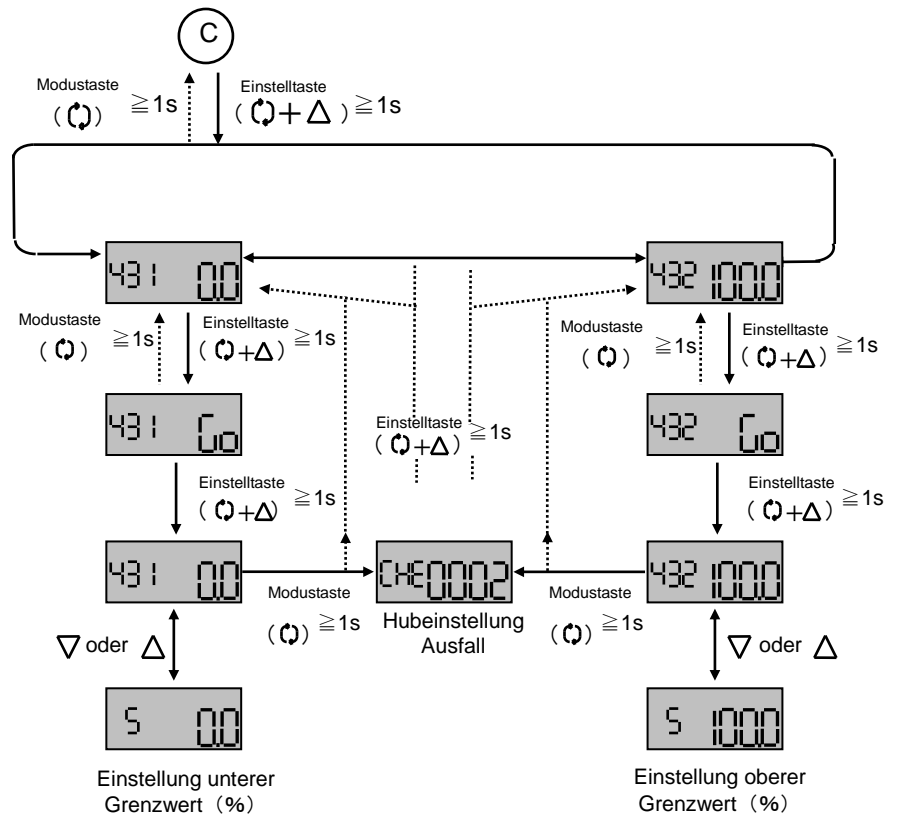 C
Modustaste
( ) ≧1s
Einstelltaste
( + △ ) ≧1s
431 0.0
432 100.0
Modustaste
( ) ≧1s
Einstelltaste
( +△) ≧1s
Modustaste
( ) ≧1s
Einstelltaste
( +△) ≧1s
431 Go
Einstelltaste
( +△) ≧1s
432 Go
Einstelltaste
( +△) ≧1s
Einstelltaste
( +△) ≧1s
431 0.0
CHE0002
432 100.0
Modustaste
( ) ≧1s
Hubeinstellung
Ausfall
Modustaste
( ) ≧1s
▽ oder △
▽ oder △
S 0.0
S 100.0
Einstellung unterer
Grenzwert (%)
Einstellung oberer
Grenzwert (%)